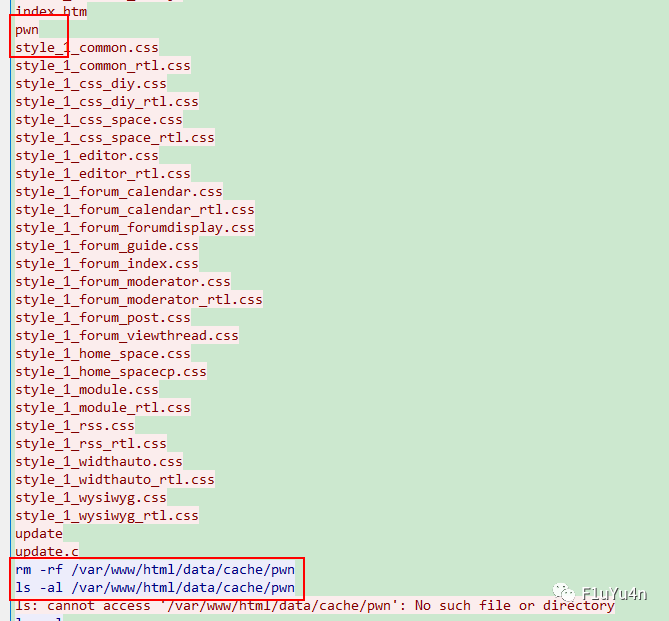 index.htm
pwn
style_1_common.css
style_1_common_rtl.css
style_1_css_diy.css
style_1_css_diy_rtl.css
style_1_css_space.css
style_1_css_space_rtl.css
style_1_editor.css
style_1_editor_rtl.css
style_1_forum_calendar.css
style_1_forum_calendar_rtl.css
style_1_forum_forumdisplay.css
style_1_forum_guide.css
style_1_forum_index.css
style_1_forum_moderator.css
style_1_forum_moderator_rtl.css
style_1_forum_post.css
style_1_forum_viewthread.css
style_1_home_space.css
style_1_home_spacecp.css
style_1_module.css
style_1_module_rtl.css
style_1_rss.css
style_1_rss_rtl.css
style_1_widthauto.css
style_1_widthauto_rtl.css
style_1_wysiwyg.css
style_1_wysiwyg_rtl.css
update
update.c
rm -rf /var/www/html/data/cache/pwn
ls -al /var/www/html/data/cache/pwn
F1uYu4n
ls: cannot access '/var/www/html/data/cache/pwn': No such file or directory